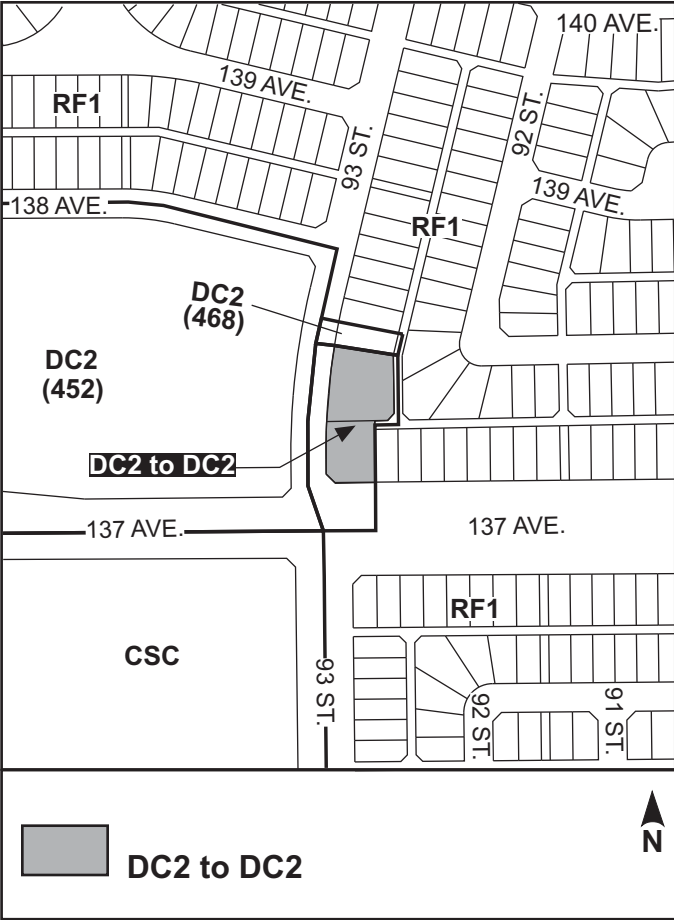 140 AVE.
139 AVE.
RF1
93 ST.
92 ST.
139 AVE.
138 AVE.
RF1
DC2
(468)
DC2
(452)
DC2 to DC2
137 AVE.
137 AVE.
RF1
CSC
93 ST.
92 ST.
91 ST.
N
DC2 to DC2